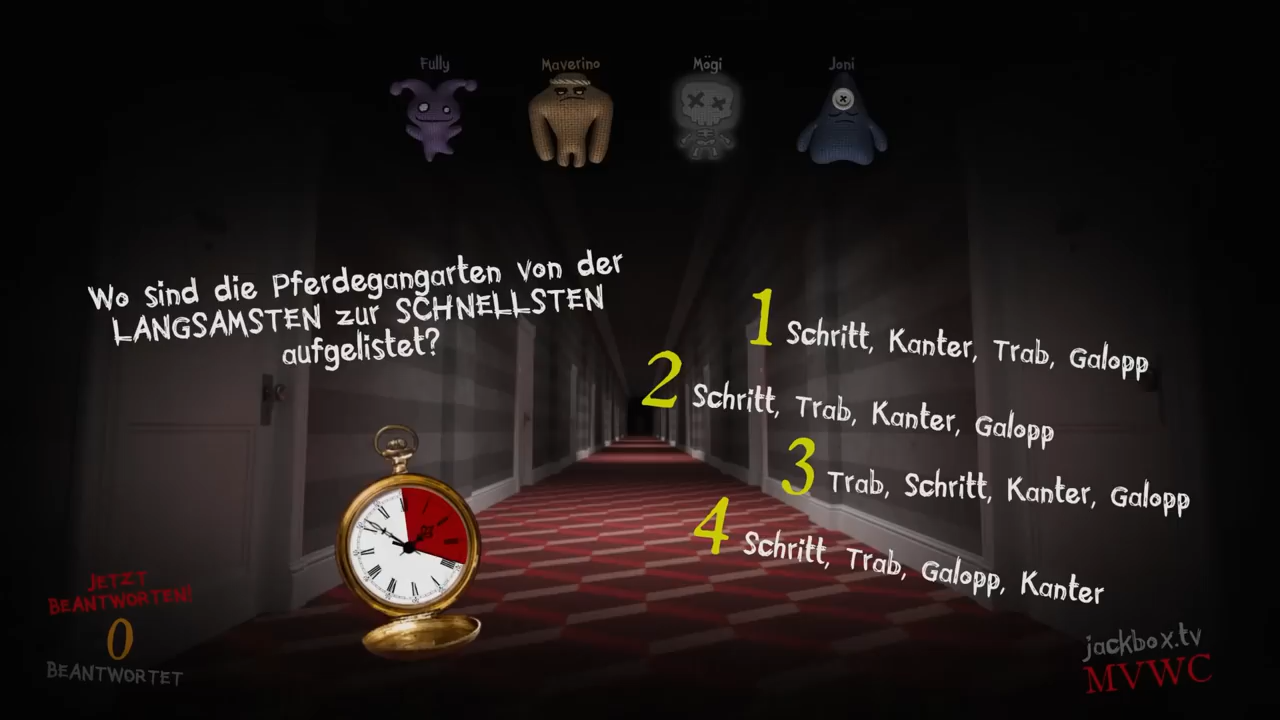 Fully
Maverino
Mögi
Joni
Wo sind die Pferdegangarten von der
LANGSAMSTEN zur SCHNELLSTEN
aufgelistet?
1 Schritt, Kanter, Trab, Galopp
2 Schritt, Trab, Kanter, Galopp
3 Trab, Schritt, Kanter, Galopp
4 Schritt, Trab, Galopp, Kanter
JETZT
BEANTWORTEN!
0
BEANTWORTET
jackbox.tv
MVWC